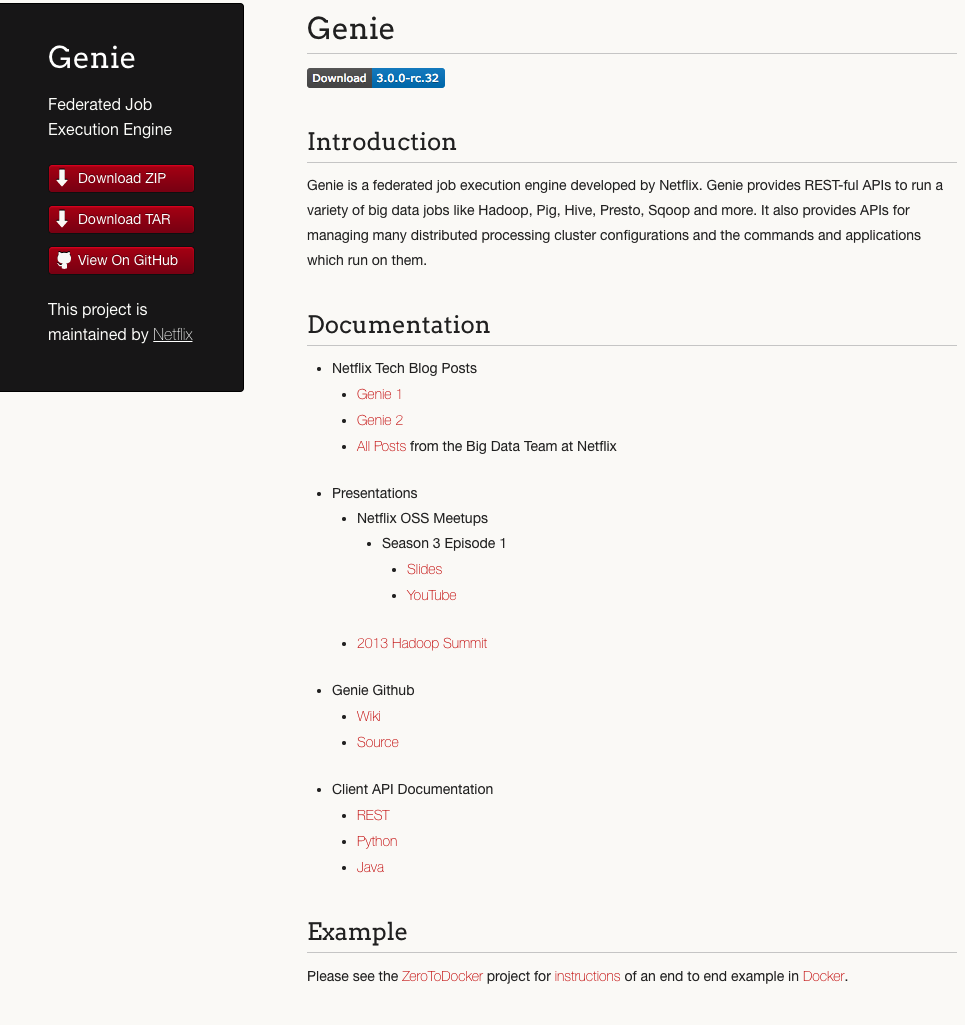 Genie
Federated Job
Execution Engine
Download ZIP
Download TAR
View On GitHub
This project is
maintained by Netflix
Genie
Download 3.0.0-rc.32
Introduction
Genie is a federated job execution engine developed by Netflix. Genie provides REST-ful APIs to run a
variety of big data jobs like Hadoop, Pig, Hive, Presto, Sqoop and more. It also provides APIs for
managing many distributed processing cluster configurations and the commands and applications
which run on them.
Documentation
• Netflix Tech Blog Posts
• Genie 1
• Genie 2
• All Posts from the Big Data Team at Netflix
• Presentations
• Netflix OSS Meetups
• Season 3 Episode 1
• Slides
• YouTube
• 2013 Hadoop Summit
• Genie Github
• Wiki
• Source
• Client API Documentation
• REST
• Python
• Java
Example
Please see the ZeroToDocker project for instructions of an end to end example in Docker.